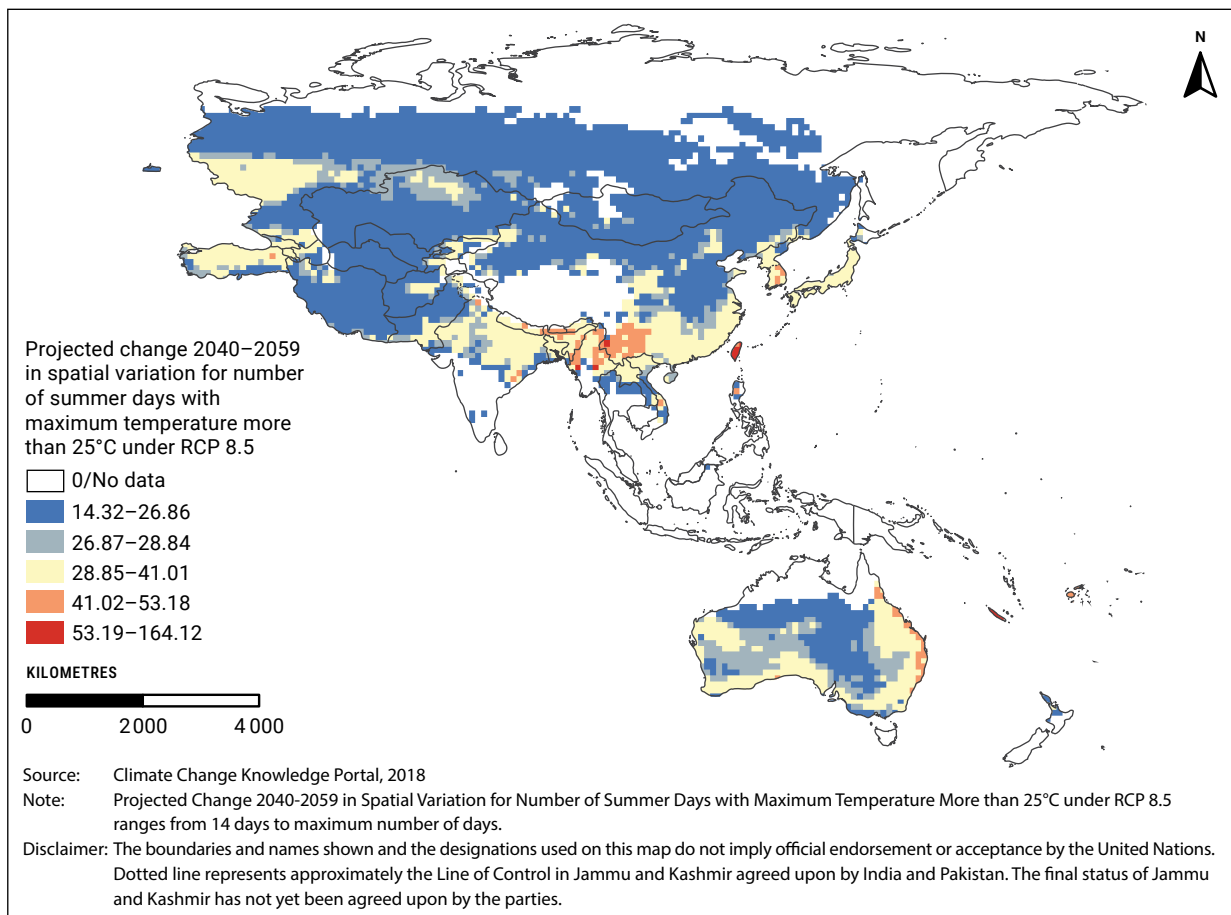 N
Projected change 2040–2059
in spatial variation for number
of summer days with
maximum temperature more
than 25°C under RCP 8.5
0/No data
14.32–26.86
26.87–28.84
28.85–41.01
41.02–53.18
53.19–164.12
KILOMETRES
0 2 000 4 000
Source: Climate Change Knowledge Portal, 2018
Note: Projected Change 2040-2059 in Spatial Variation for Number of Summer Days with Maximum Temperature More than 25°C under RCP 8.5
ranges from 14 days to maximum number of days.
Disclaimer: The boundaries and names shown and the designations used on this map do not imply official endorsement or acceptance by the United Nations.
Dotted line represents approximately the Line of Control in Jammu and Kashmir agreed upon by India and Pakistan. The final status of Jammu
and Kashmir has not yet been agreed upon by the parties.